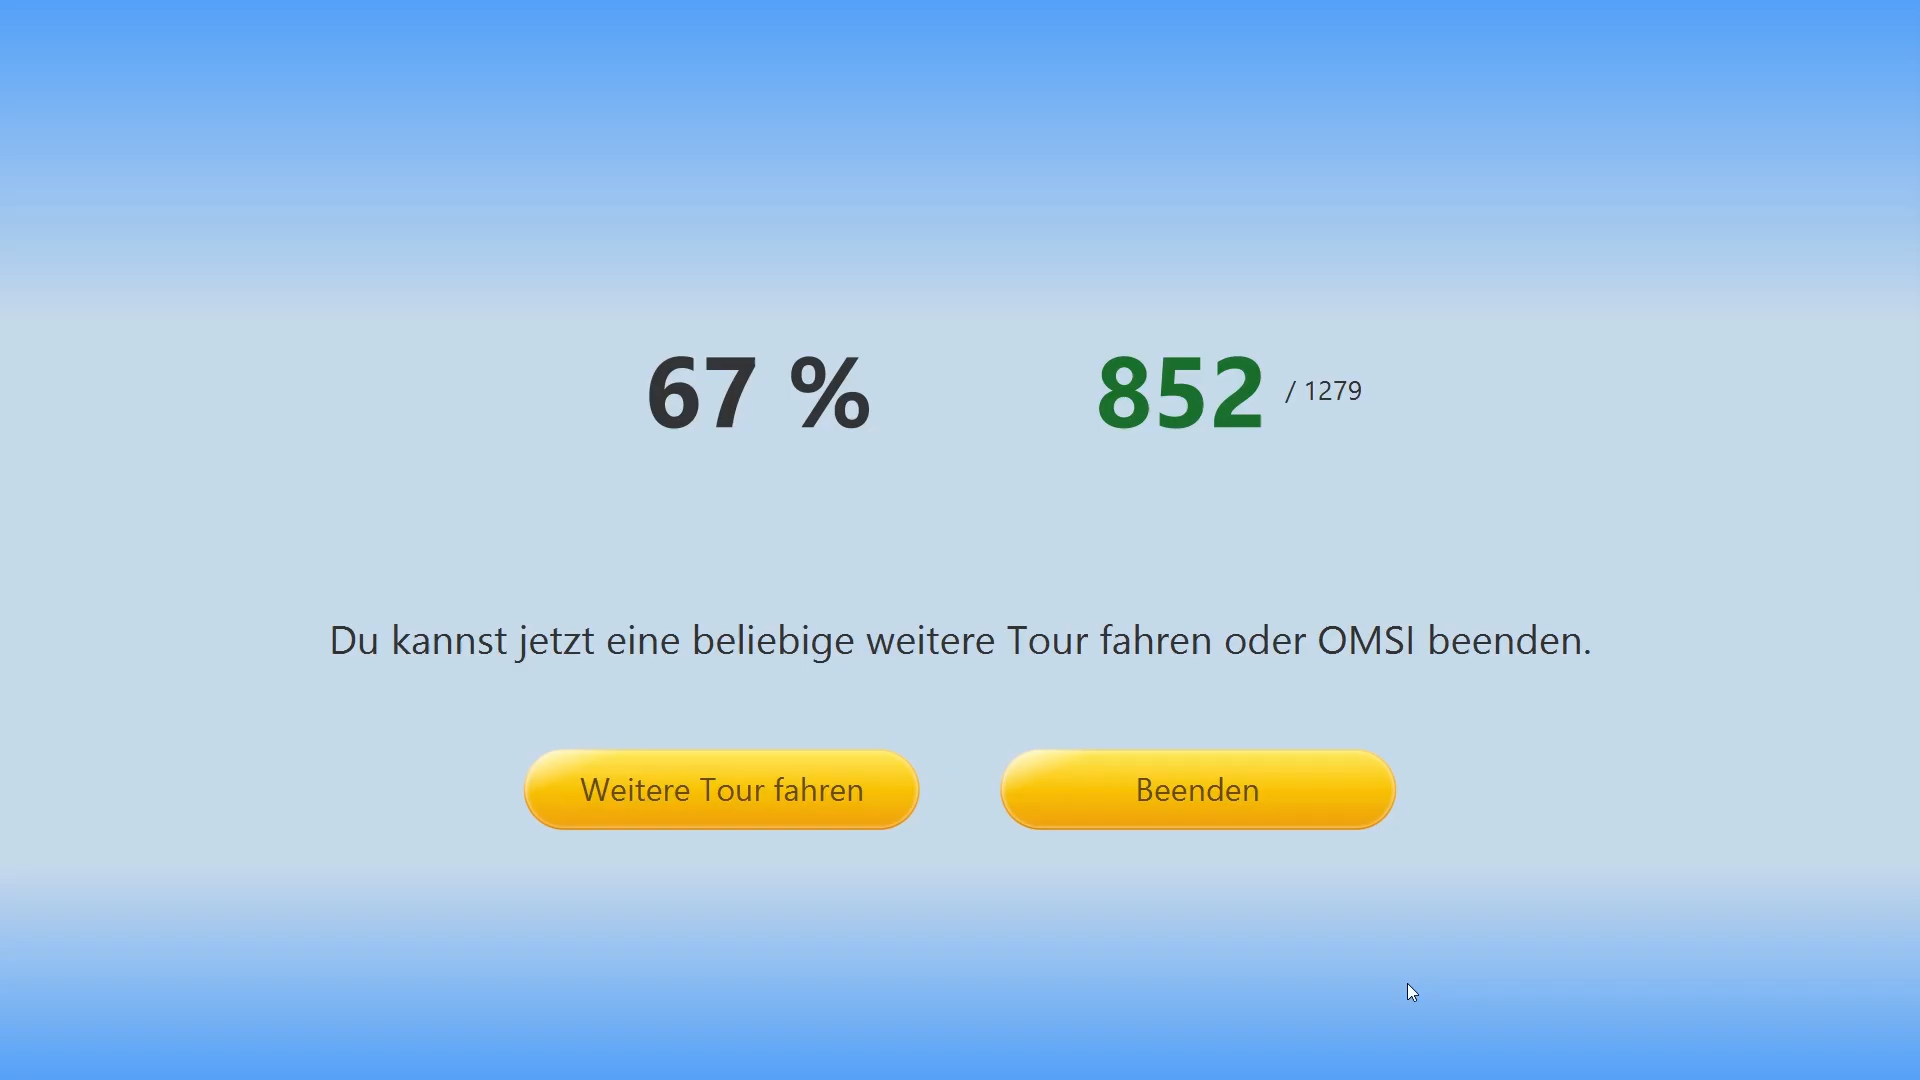 67 % 852 / 1279
Du kannst jetzt eine beliebige weitere Tour fahren oder OMSI beenden.
Weitere Tour fahren Beenden